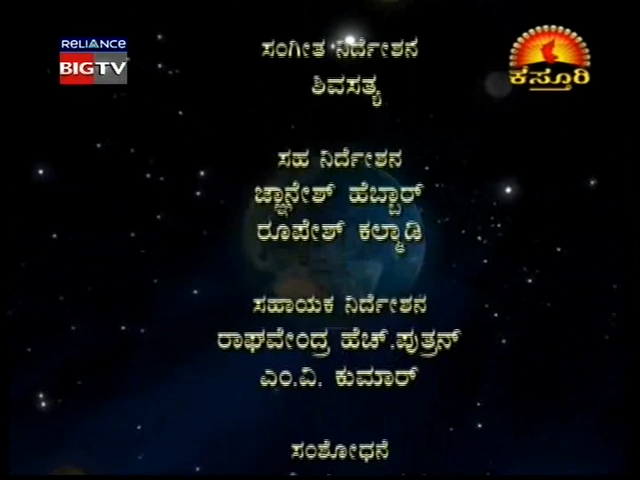 RELIANCE
BIGTV
ಕಸ್ತೂರಿ
ಸಂಗೀತ ನಿರ್ದೇಶನ
ಶಿವಸತ್ಯ
ಸಹ ನಿರ್ದೇಶನ
ಜ್ಞಾನೇಶ್ ಹೆಬ್ಬಾರ್
ರೂಪೇಶ್ ಕಲ್ಮಾಡಿ
ಸಹಾಯಕ ನಿರ್ದೇಶನ
ರಾಘವೇಂದ್ರ ಹೆಚ್.ಪುತ್ರನ್
ಎಂ.ವಿ. ಕುಮಾರ್
ಸಂಶೋಧನೆ